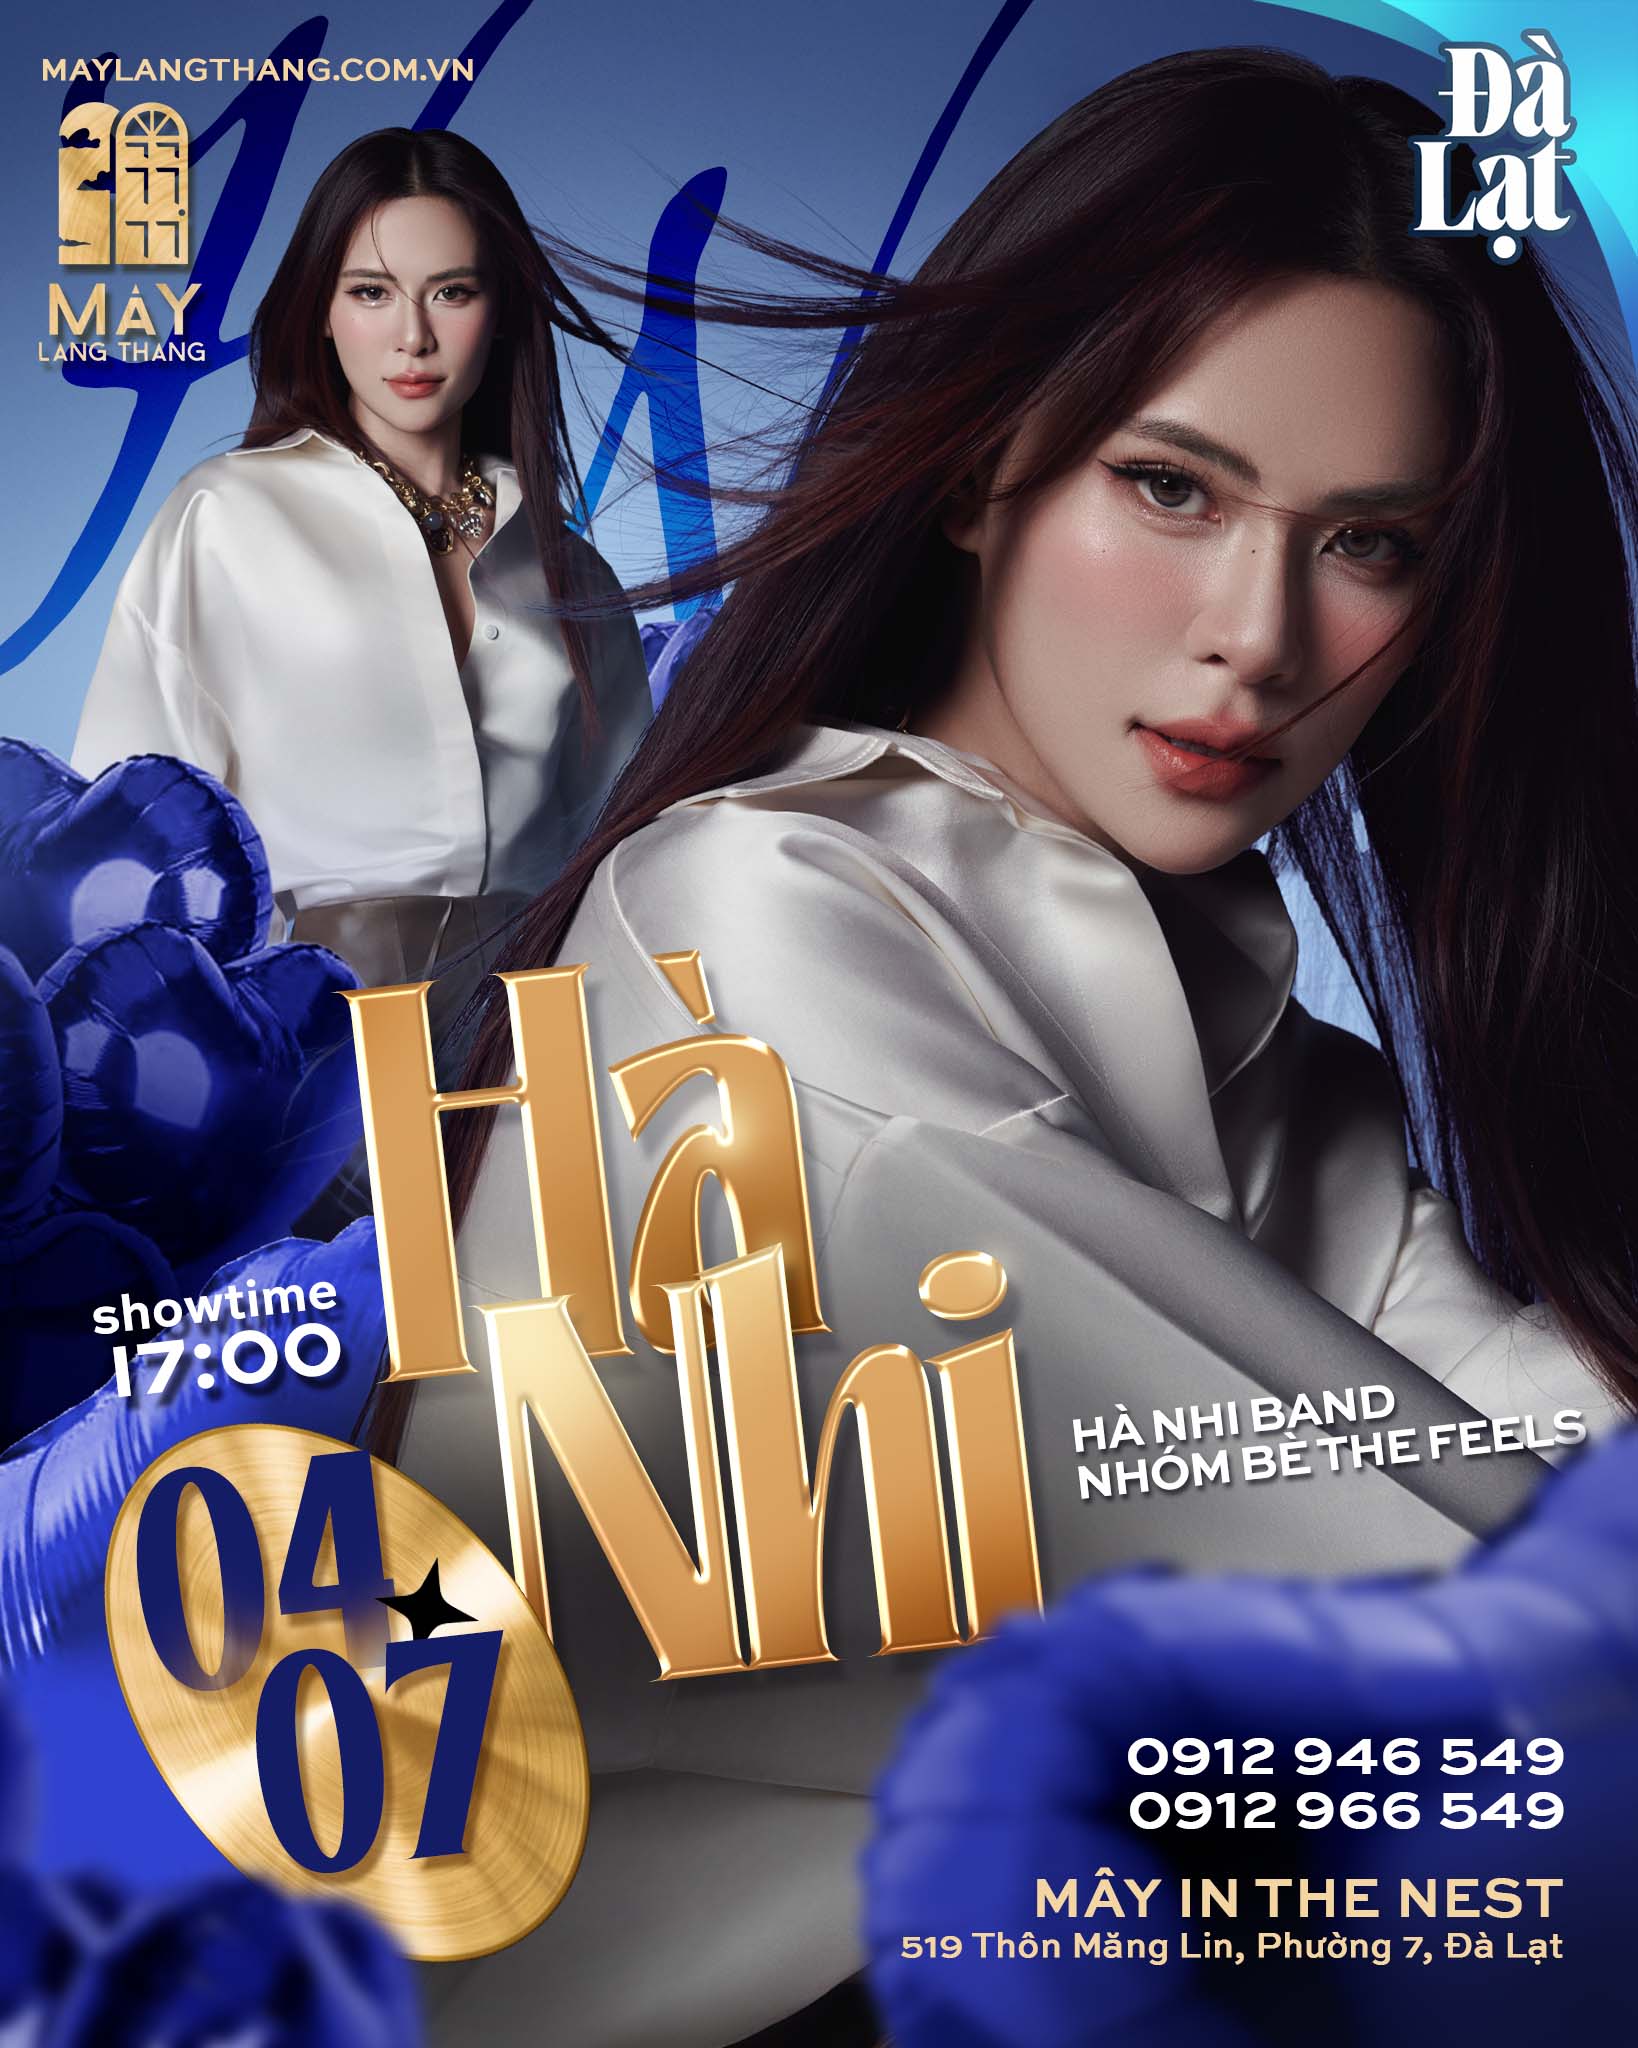 MAYLANGTHANG.COM.VN
MÂY
LANG THANG
Đà
Lạt
Hà
Nhi
showtime
17:00
04
07
HÀ NHI BAND
NHÓM BÈ THE FEELS
0912 946 549
0912 966 549
MÂY IN THE NEST
519 Thôn Măng Lin, Phường 7, Đà Lạt